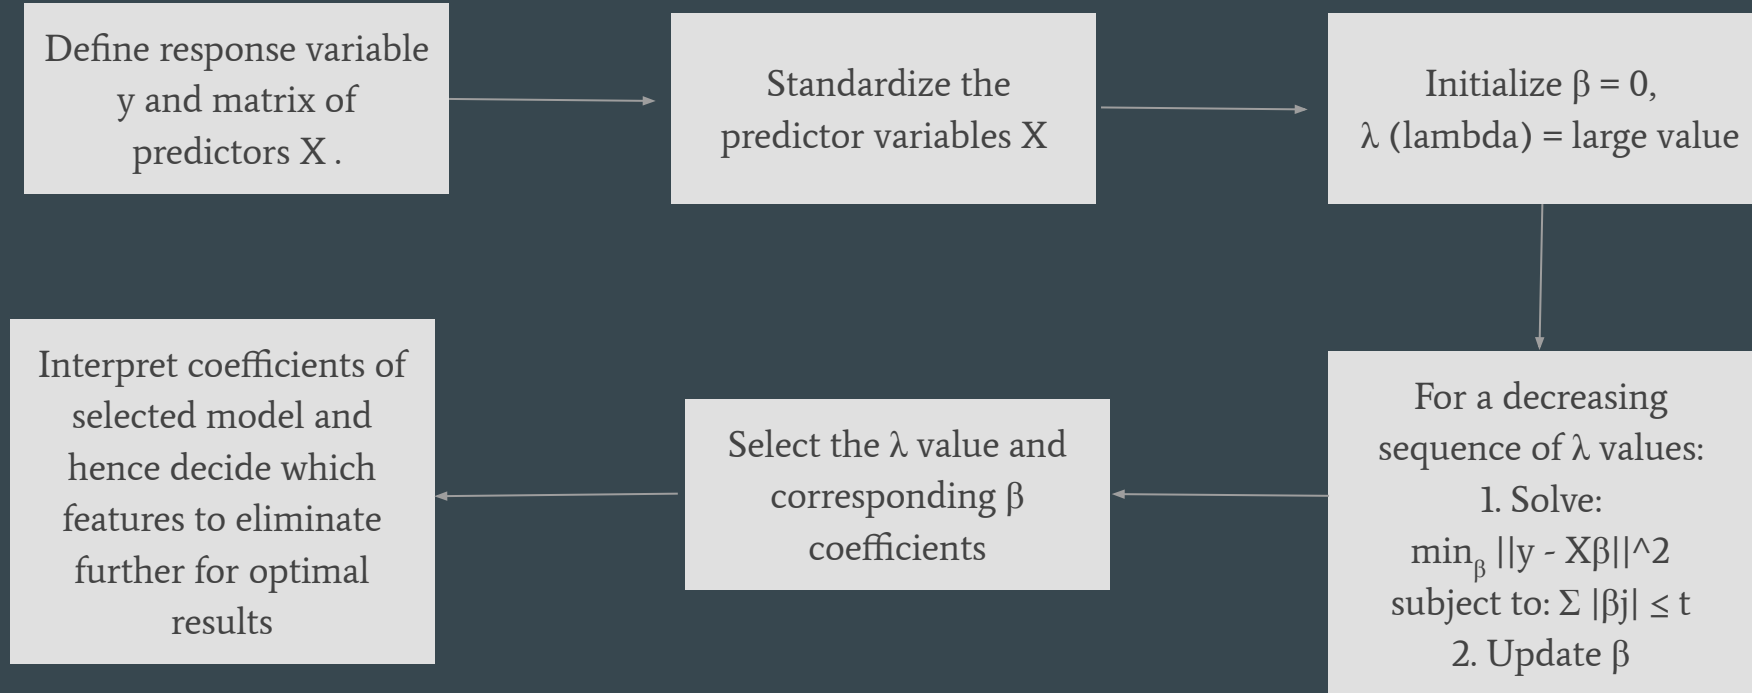 Define response variable
y and matrix of
predictors X .
Standardize the
predictor variables X
Initialize β = 0,
λ (lambda) = large value
For a decreasing
sequence of λ values:
1. Solve:
min_β ||y - Xβ||^2
subject to: Σ |βj| ≤ t
2. Update β
Select the λ value and
corresponding β
coefficients
Interpret coefficients of
selected model and
hence decide which
features to eliminate
further for optimal
results